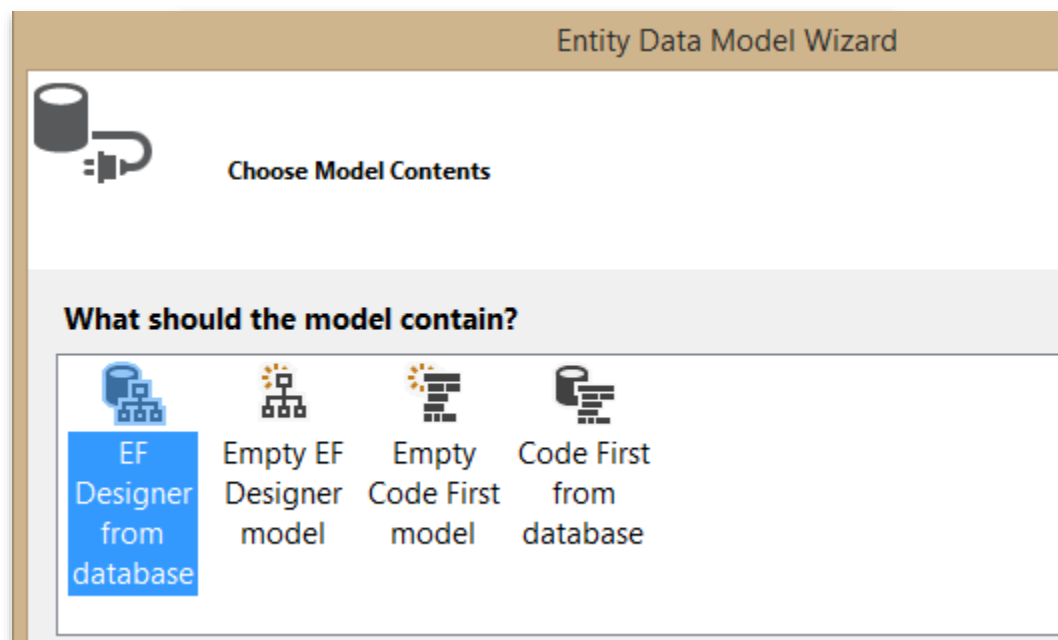 Entity Data Model Wizard
Choose Model Contents
What should the model contain?
EF
Designer
from
database
Empty EF
Designer
model
Empty
Code First
model
Code First
from
database